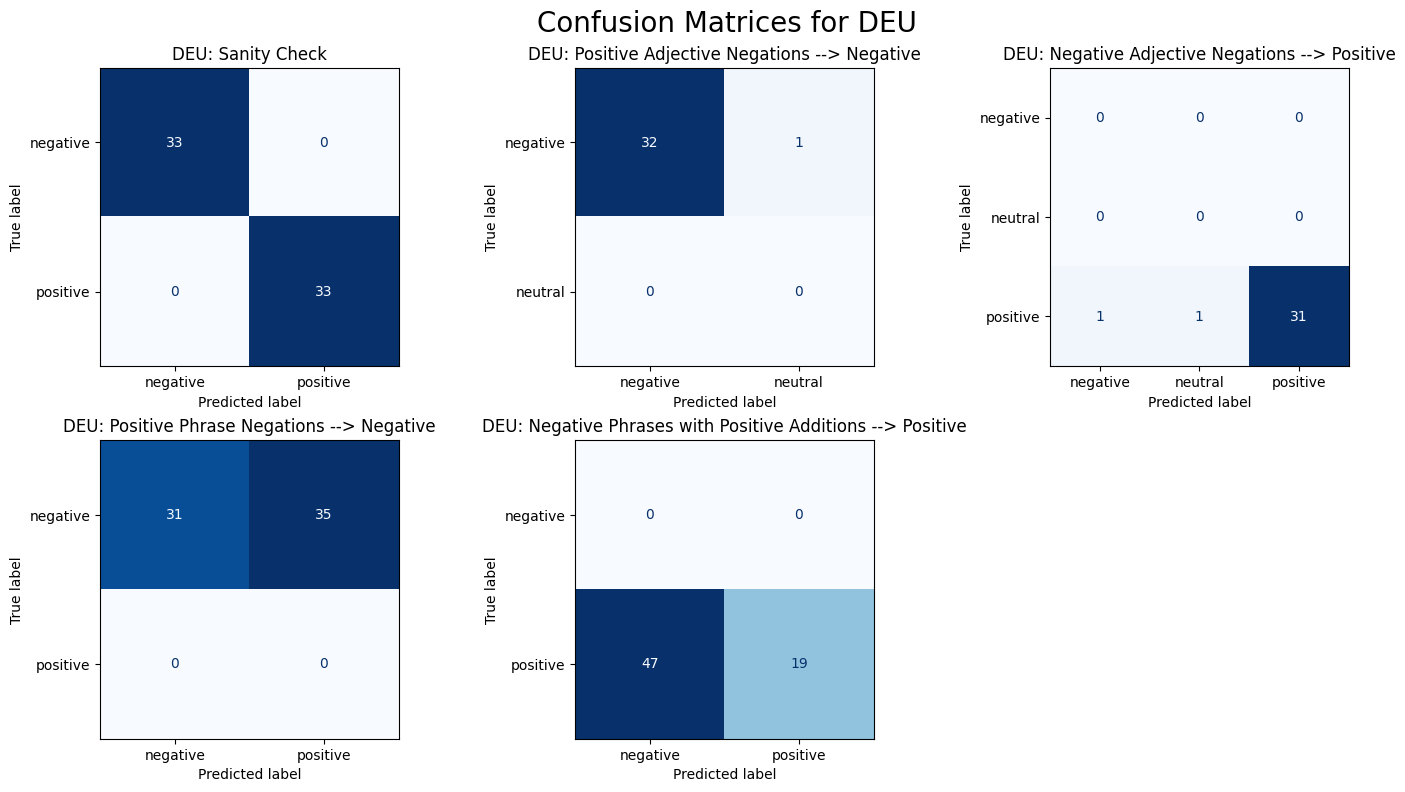 Confusion Matrices for DEU
DEU: Sanity Check
True label
negative
33
0
positive
0
33
negative
positive
Predicted label
DEU: Positive Adjective Negations --> Negative
True label
negative
32
1
neutral
0
0
negative
neutral
Predicted label
DEU: Negative Adjective Negations --> Positive
True label
negative
0
0
0
neutral
0
0
0
positive
1
1
31
negative
neutral
positive
Predicted label
DEU: Positive Phrase Negations --> Negative
True label
negative
31
35
positive
0
0
negative
positive
Predicted label
DEU: Negative Phrases with Positive Additions --> Positive
True label
negative
0
0
positive
47
19
negative
positive
Predicted label